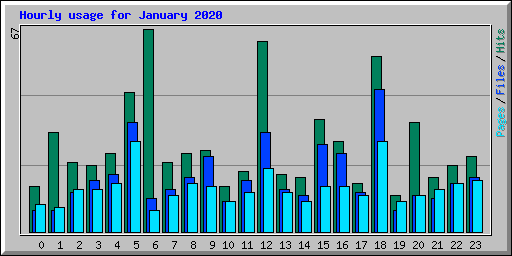 Hourly usage for January 2020
67
Pages / Files / Hits
0 1 2 3 4 5 6 7 8 9 10 11 12 13 14 15 16 17 18 19 20 21 22 23